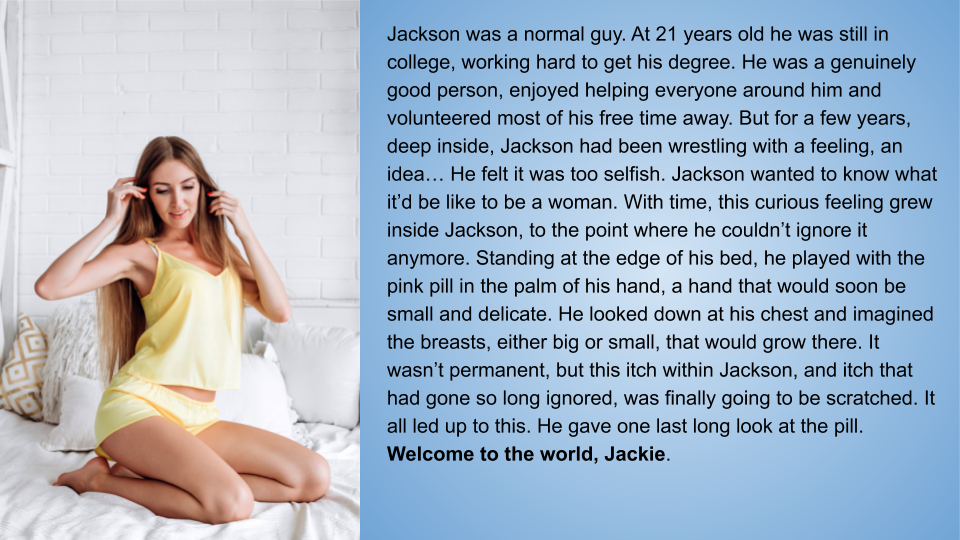 Jackson was a normal guy. At 21 years old he was still in
college, working hard to get his degree. He was a genuinely
good person, enjoyed helping everyone around him and
volunteered most of his free time away. But for a few years,
deep inside, Jackson had been wrestling with a feeling, an
idea… He felt it was too selfish. Jackson wanted to know what
it’d be like to be a woman. With time, this curious feeling grew
inside Jackson, to the point where he couldn’t ignore it
anymore. Standing at the edge of his bed, he played with the
pink pill in the palm of his hand, a hand that would soon be
small and delicate. He looked down at his chest and imagined
the breasts, either big or small, that would grow there. It
wasn’t permanent, but this itch within Jackson, and itch that
had gone so long ignored, was finally going to be scratched. It
all led up to this. He gave one last long look at the pill.
Welcome to the world, Jackie.